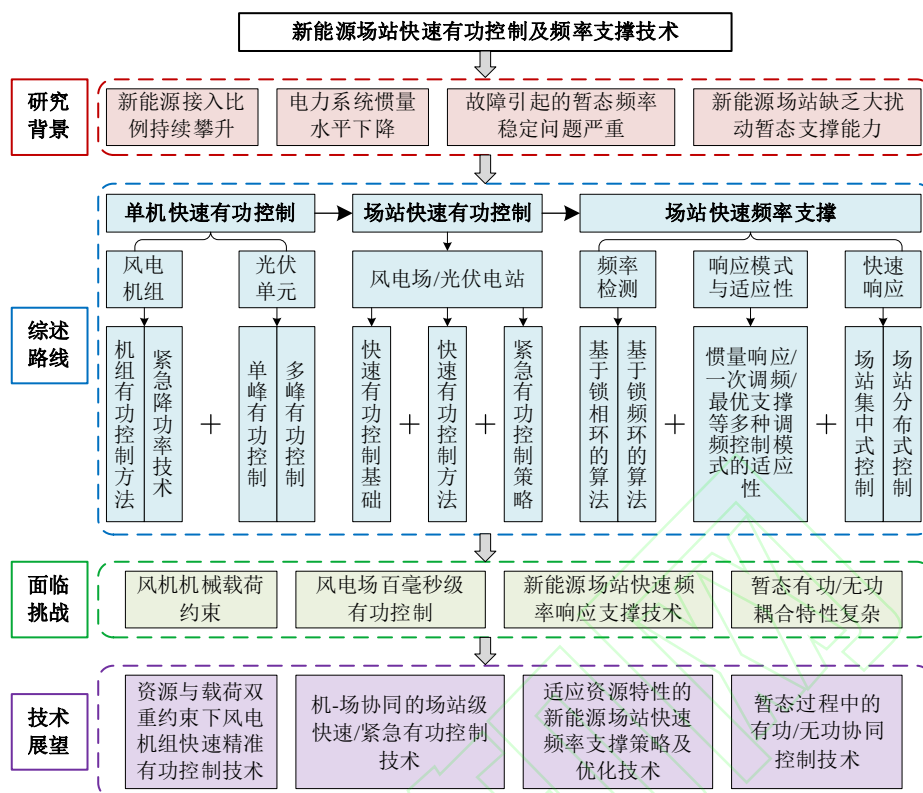 新能源场站快速有功控制及频率支撑技术
研究
背景
新能源接入比
例持续攀升
电力系统惯量
水平下降
故障引起的暂态频率
稳定问题严重
新能源场站缺乏大扰
动暂态支撑能力
综述
路线
单机快速有功控制
场站快速有功控制
场站快速频率支撑
风电
机组
光伏
单元
风电场/光伏电站
频率
检测
响应模式
与适应性
快速
响应
机组有功控制方法
紧急降功率技术
+
单峰有功控制
多峰有功控制
快速有功控制基础
+
快速有功控制方法
+
紧急有功控制策略
基于锁相环的算法
基于锁频环的算法
+
惯量响应/
一次调频/
最优支撑
等多种调
频控制模
式的适应
性
+
场站集中式控制
场站分布式控制
面临
挑战
风机机械载荷
约束
风电场百毫秒级
有功控制
新能源场站快速频
率响应支撑技术
暂态有功/无功
耦合特性复杂
技术
展望
资源与载荷双
重约束下风电
机组快速精准
有功控制技术
机-场协同的场站级
快速/紧急有功控制
技术
适应资源特性的
新能源场站快速
频率支撑策略及
优化技术
暂态过程中的
有功/无功协同
控制技术